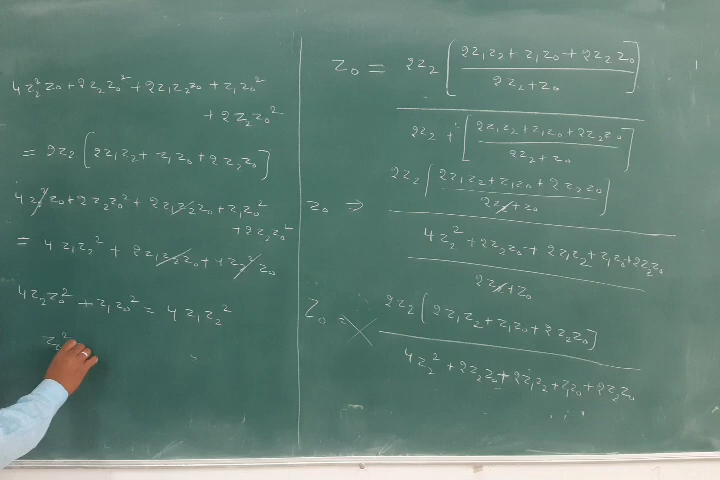 4z₂²z₀ + 2z₂z₀² + 2z₁z₂z₀ + z₁z₀²
+ 2z₂z₀²
= 2z₂ [2z₁z₂ + z₁z₀ + 2z₂z₀]
4z₂²z₀ + 2z₂z₀² + 2z₁z₂z₀ + z₁z₀²
+ 2z₂z₀²
= 4z₁z₂² + 2z₁z₂z₀ + 4z₂²z₀
4z₂z₀² + z₁z₀² = 4z₁z₂²
z₀²
z₀ = 2z₂ [2z₁z₂ + z₁z₀ + 2z₂z₀
2z₂ + z₀]
2z₂ + [2z₁z₂ + z₁z₀ + 2z₂z₀
2z₂ + z₀]
z₀ ⇒ 2z₂ [2z₁z₂ + z₁z₀ + 2z₂z₀
2z₂ + z₀]
4z₂² + 2z₂z₀ + 2z₁z₂ + z₁z₀ + 2z₂z₀
2z₂ + z₀
z₀ = 2z₂ [2z₁z₂ + z₁z₀ + 2z₂z₀]
4z₂² + 2z₂z₀ + 2z₁z₂ + z₁z₀ + 2z₂z₀